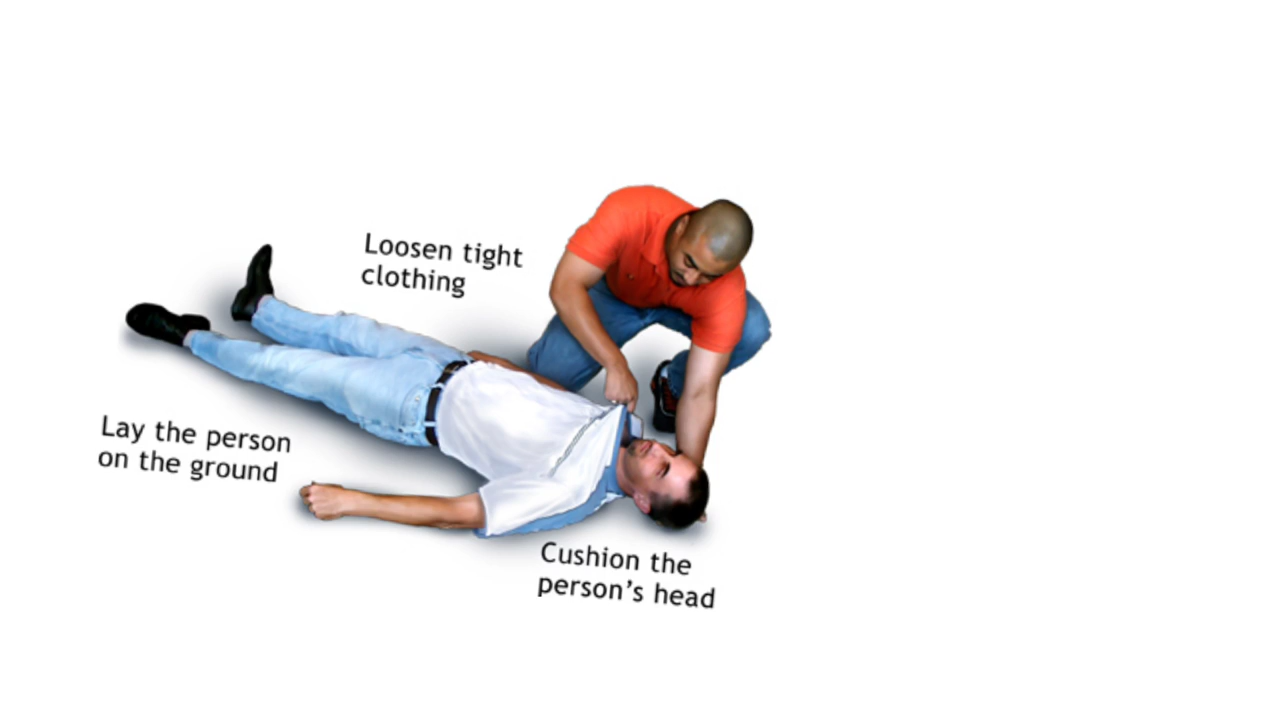 Loosen tight
clothing
Lay the person
on the ground
Cushion the
person's head